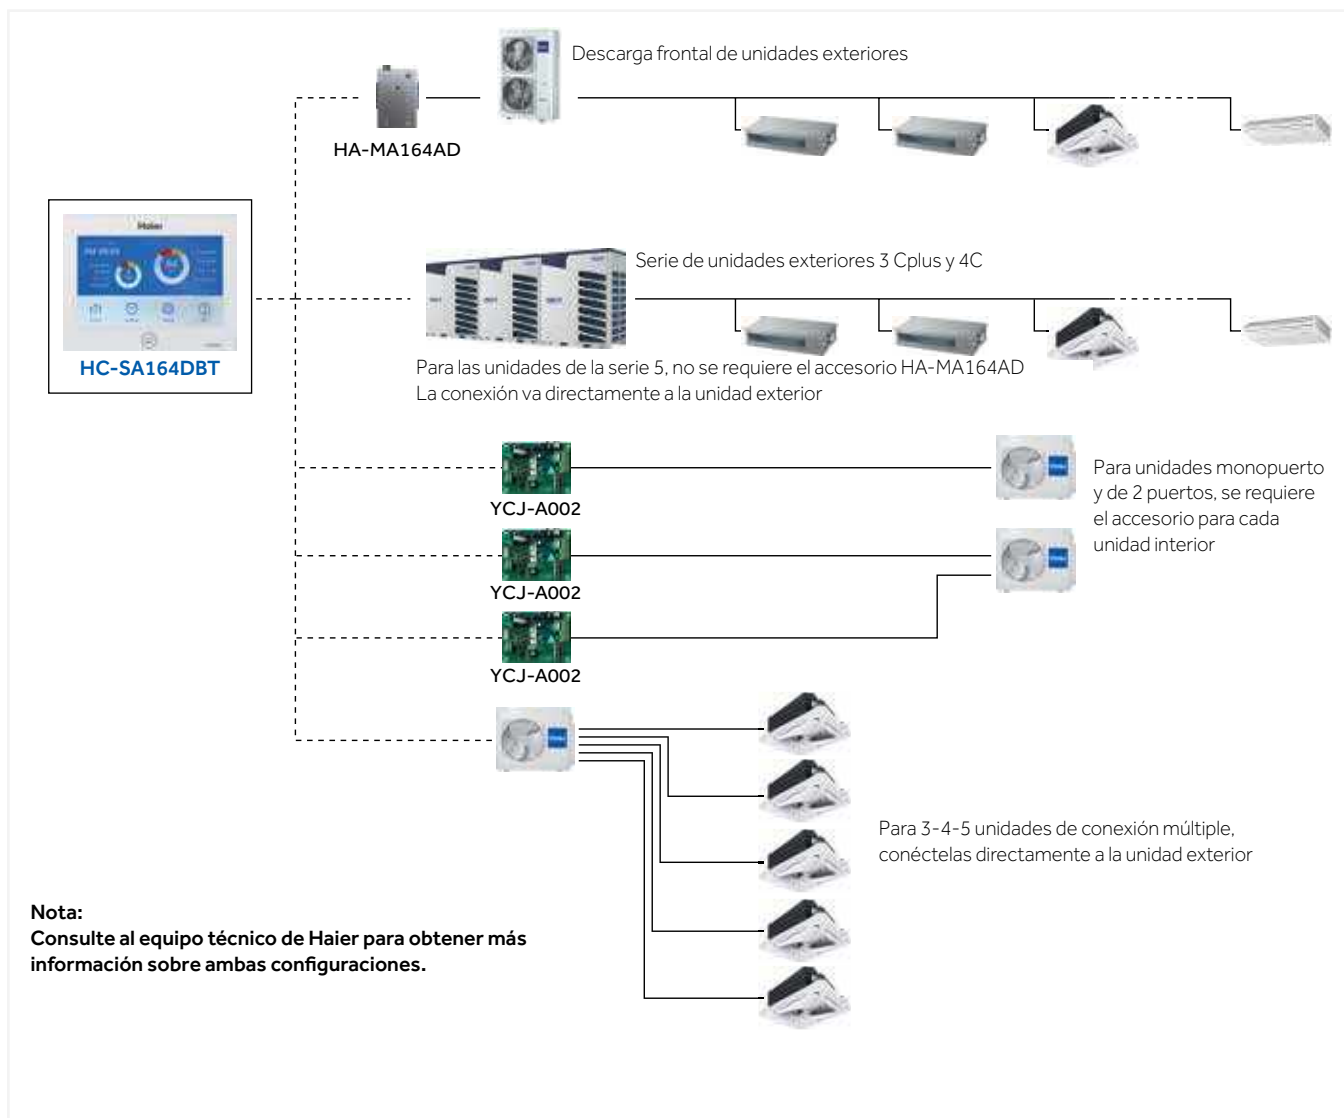 Descarga frontal de unidades exteriores
HA-MA164AD
Haier
HC-SA164DBT
Serie de unidades exteriores 3 Cplus y 4C
Para las unidades de la serie 5, no se requiere el accesorio HA-MA164AD
La conexión va directamente a la unidad exterior
YCJ-A002
Para unidades monopuerto
y de 2 puertos, se requiere
el accesorio para cada
unidad interior
YCJ-A002
YCJ-A002
Para 3-4-5 unidades de conexión múltiple,
conéctelas directamente a la unidad exterior
Nota:
Consulte al equipo técnico de Haier para obtener más
información sobre ambas configuraciones.